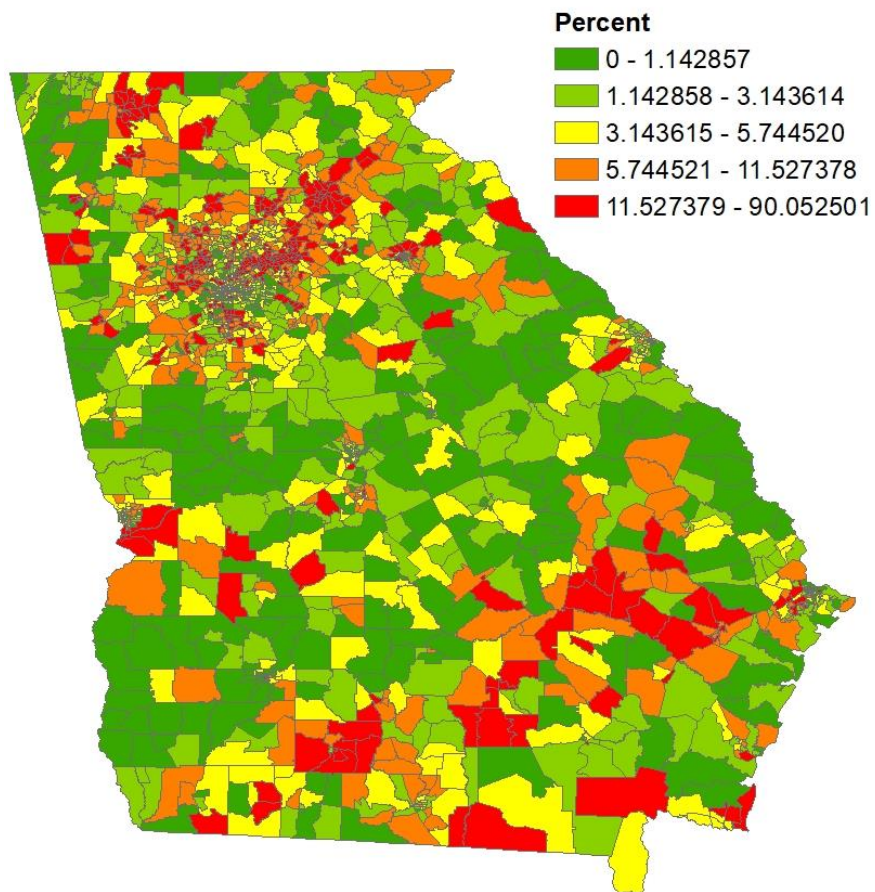 Percent
0 - 1.142857
1.142858 - 3.143614
3.143615 - 5.744520
5.744521 - 11.527378
11.527379 - 90.052501